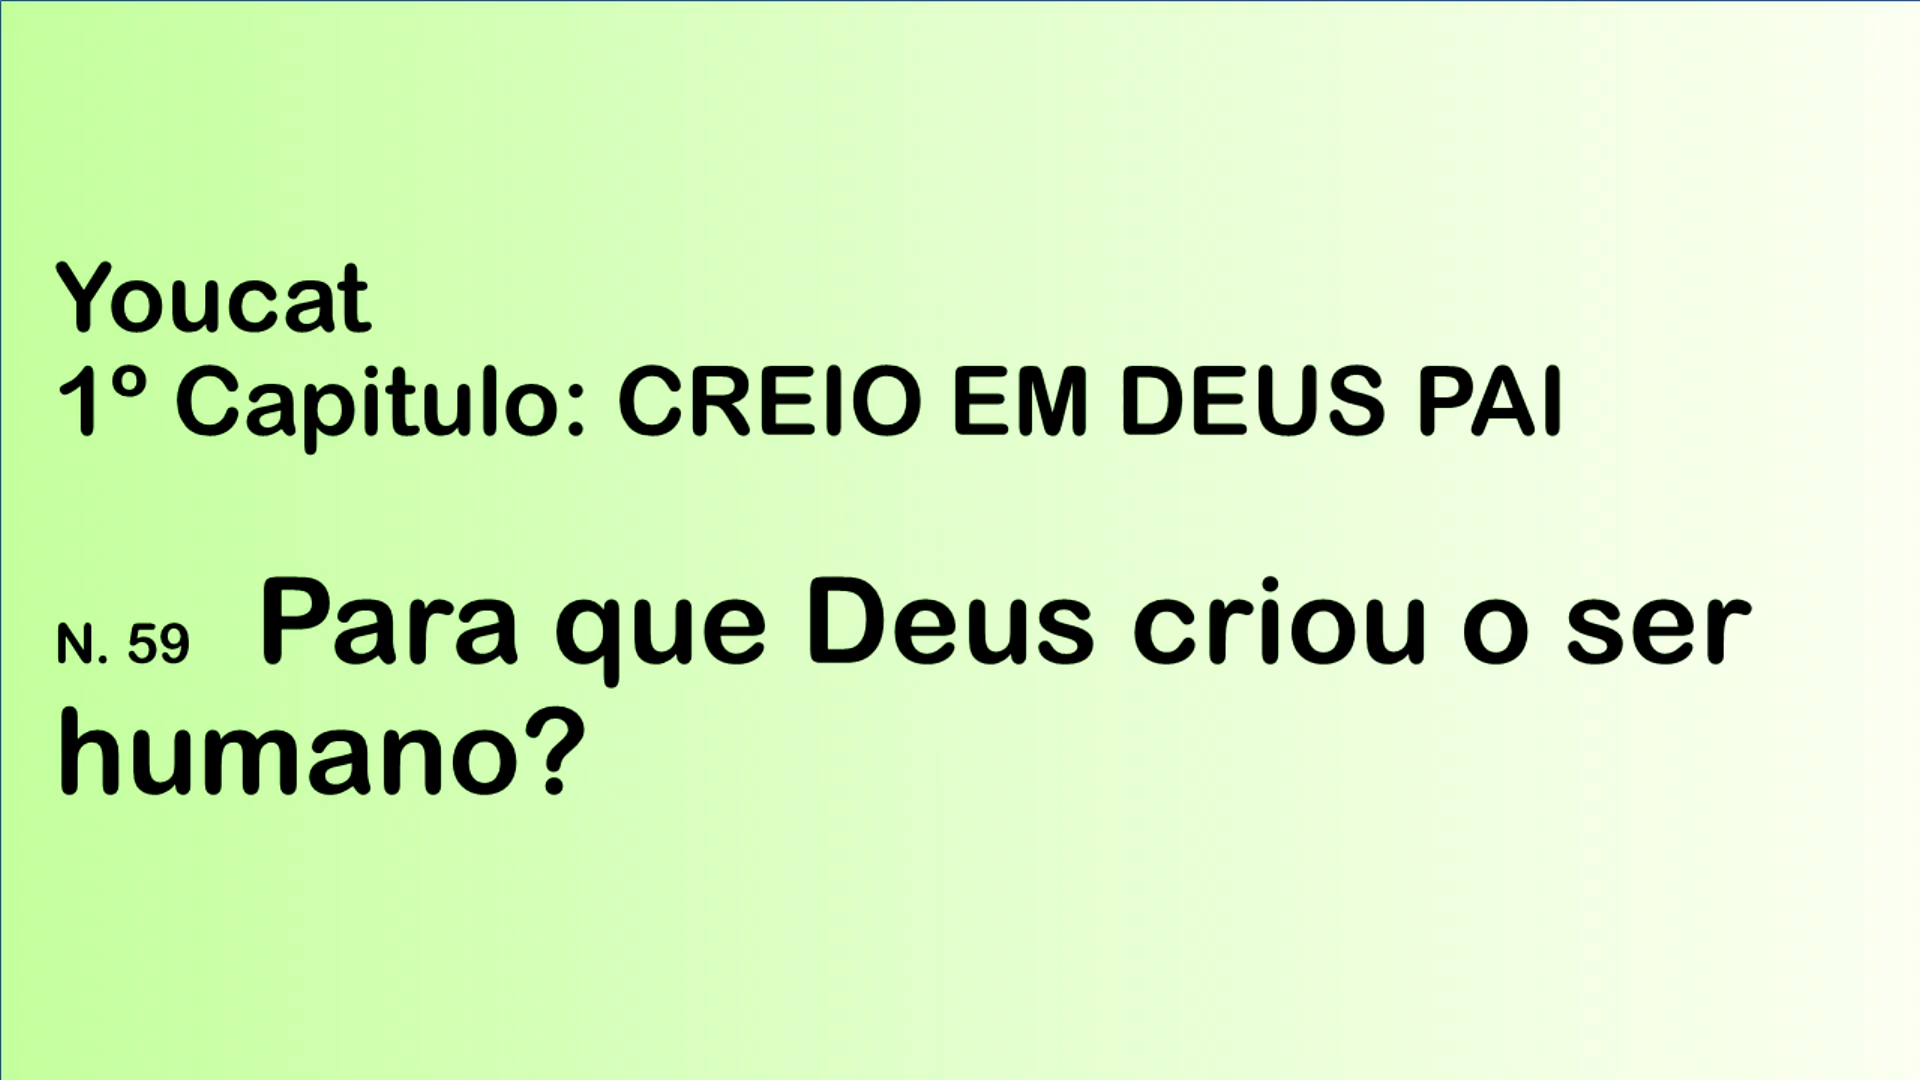 Youcat
1º Capitulo: CREIO EM DEUS PAI
N. 59 Para que Deus criou o ser
humano?